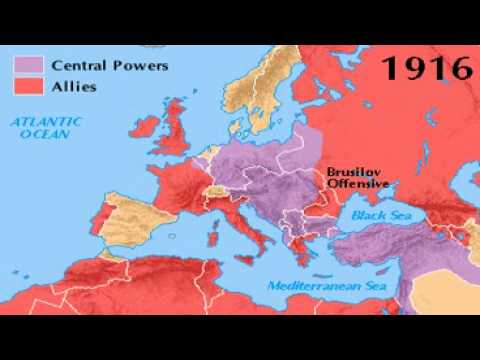 Central Powers
Allies
1916
ATLANTIC
OCEAN
Brusilov
Offensive
Black Sea
Mediterranean Sea